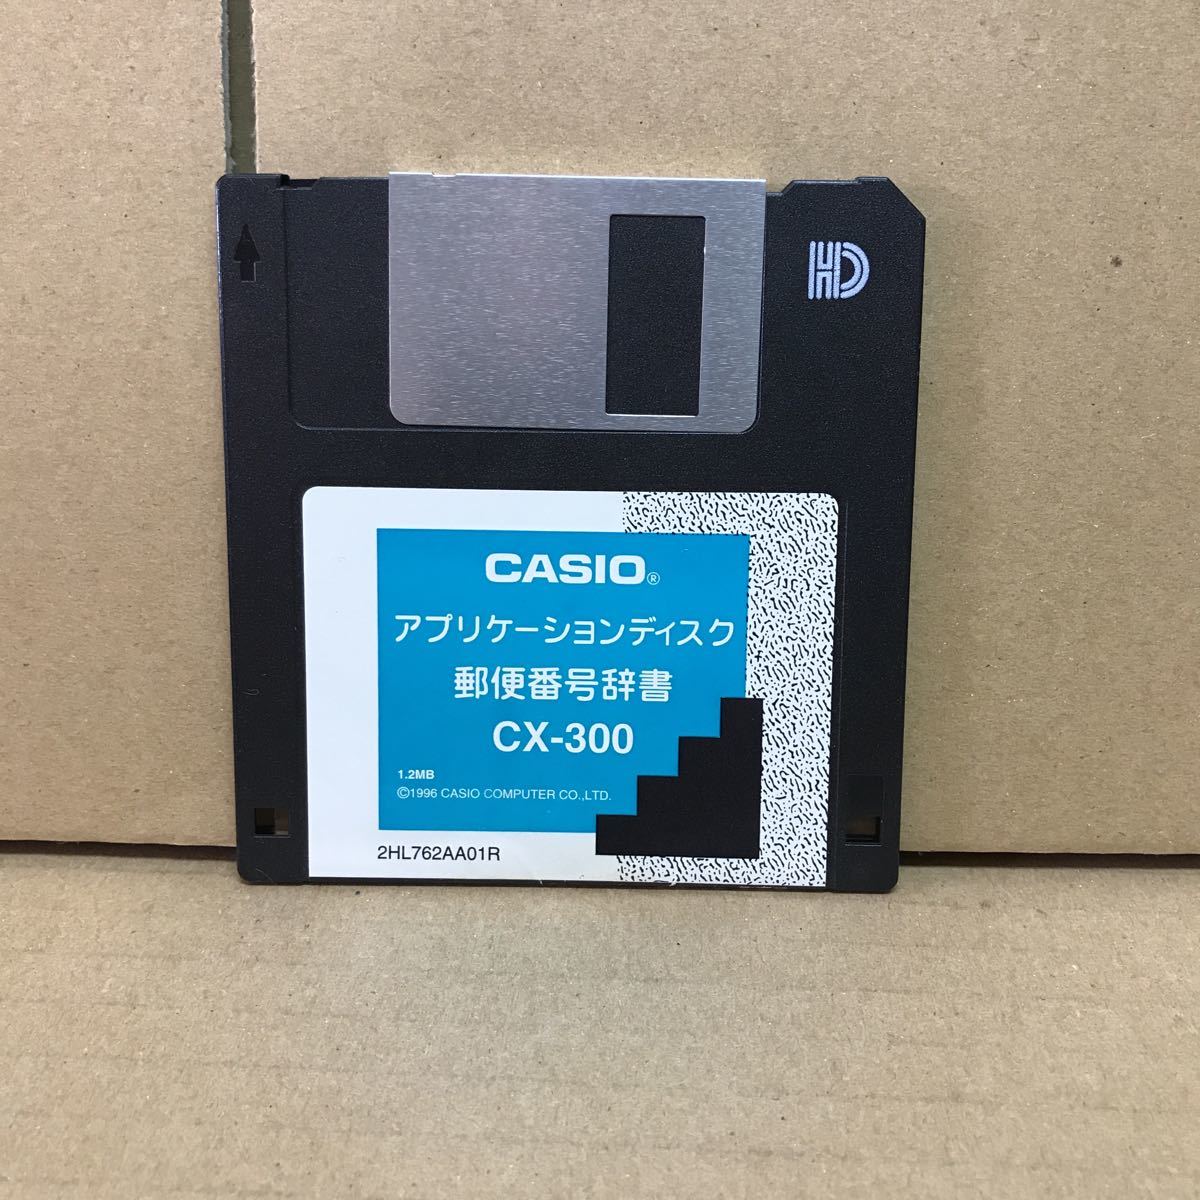 HD
CASIO®
アプリケーションディスク
郵便番号辞書
CX-300
1.2MB
©1996 CASIO COMPUTER CO.,LTD.
2HL762AA01R